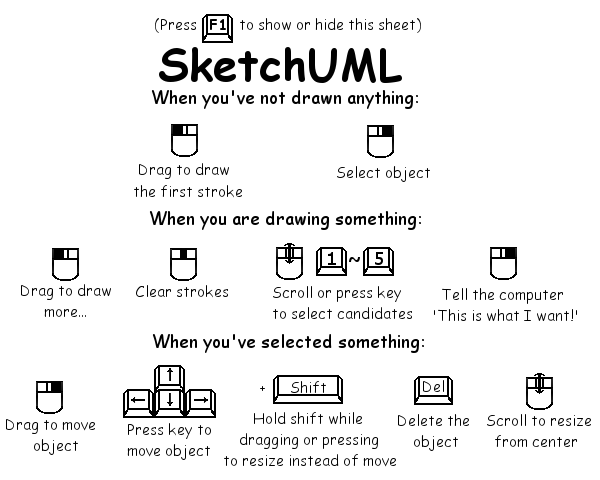 (Press F1 to show or hide this sheet)
SketchUML
When you've not drawn anything:
Drag to draw
the first stroke
Select object
When you are drawing something:
1 ~ 5
Drag to draw
more...
Clear strokes
Scroll or press key
to select candidates
Tell the computer
'This is what I want!'
When you've selected something:
↑
← ↓ →
+ Shift
Del
Drag to move
object
Press key to
move object
Hold shift while
dragging or pressing
to resize instead of move
Delete the
object
Scroll to resize
from center